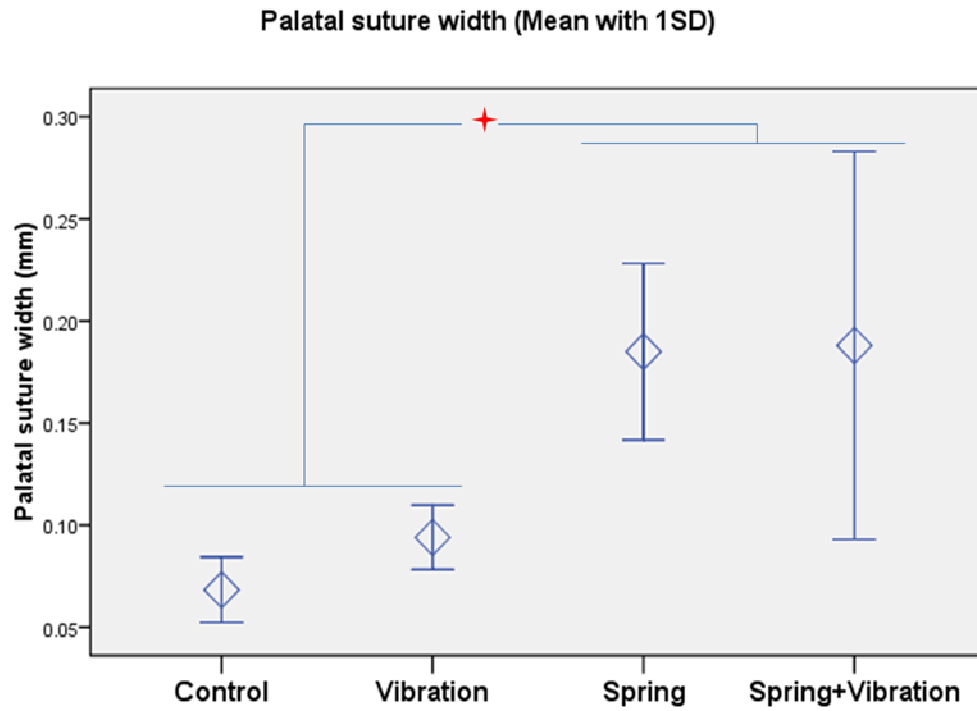 Palatal suture width (Mean with 1SD)
Palatal suture width (mm)
0.30
0.25
0.20
0.15
0.10
0.05
Control Vibration Spring Spring+Vibration